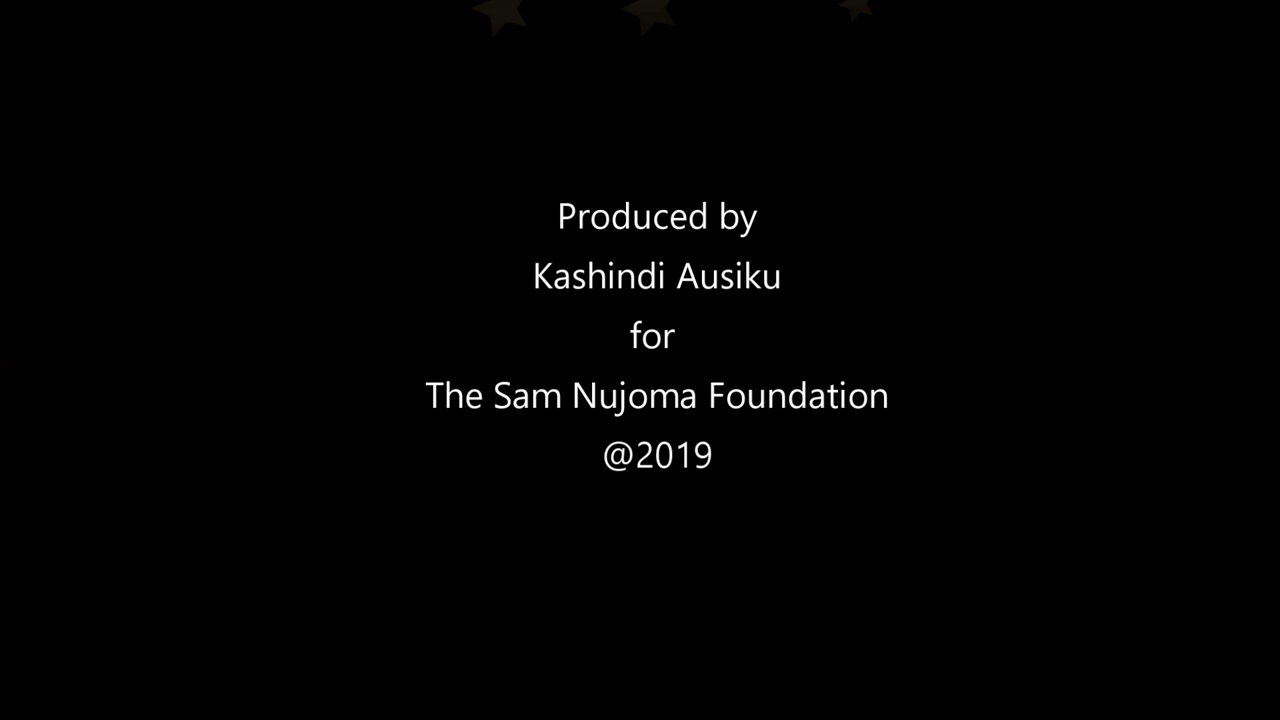 Produced by
Kashindi Ausiku
for
The Sam Nujoma Foundation
@2019